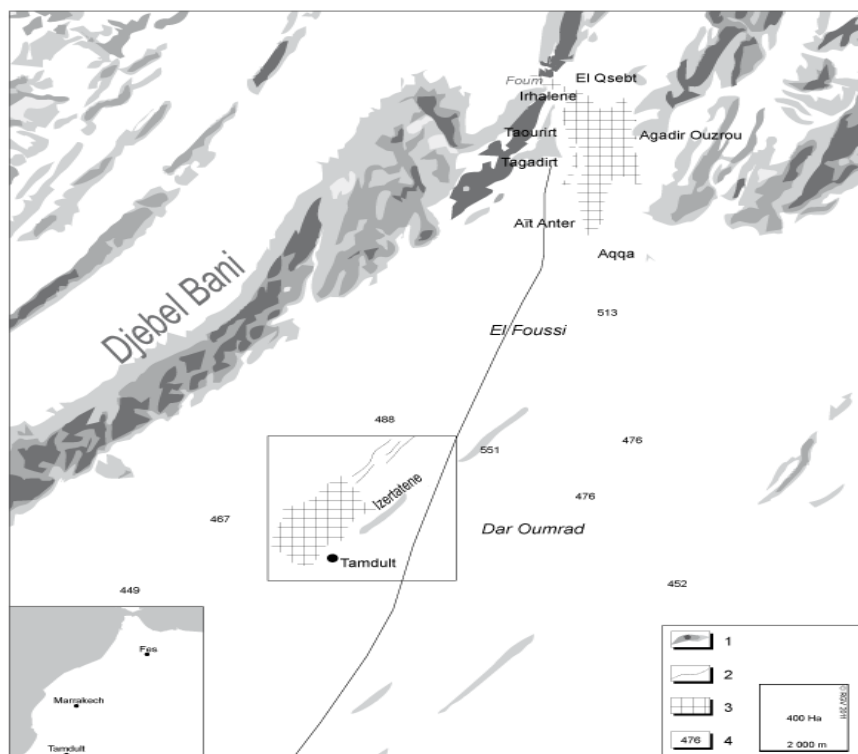 Foum
El Qsebt
Irhalene
Taourirt
Agadir Ouzrou
Tagadirt
Aït Anter
Aqqa
Djebel Bani
513
El Foussi
488
476
551
Izertatene
476
467
Dar Oumrad
Tamdult
449
452
Fes
Marrakech
Tamdult
1
2
3
476 4
400 Ha
2 000 m
© RGV 2011